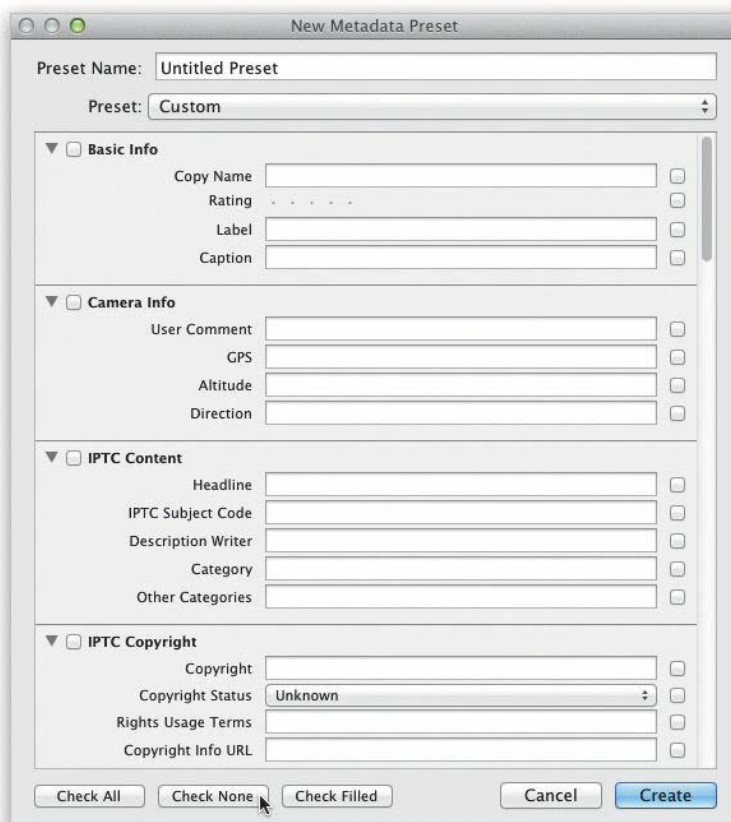 New Metadata Preset
Preset Name: Untitled Preset
Preset: Custom
Basic Info
Copy Name
Rating
Label
Caption
Camera Info
User Comment
GPS
Altitude
Direction
IPTC Content
Headline
IPTC Subject Code
Description Writer
Category
Other Categories
IPTC Copyright
Copyright
Copyright Status Unknown
Rights Usage Terms
Copyright Info URL
Check All Check None Check Filled Cancel Create